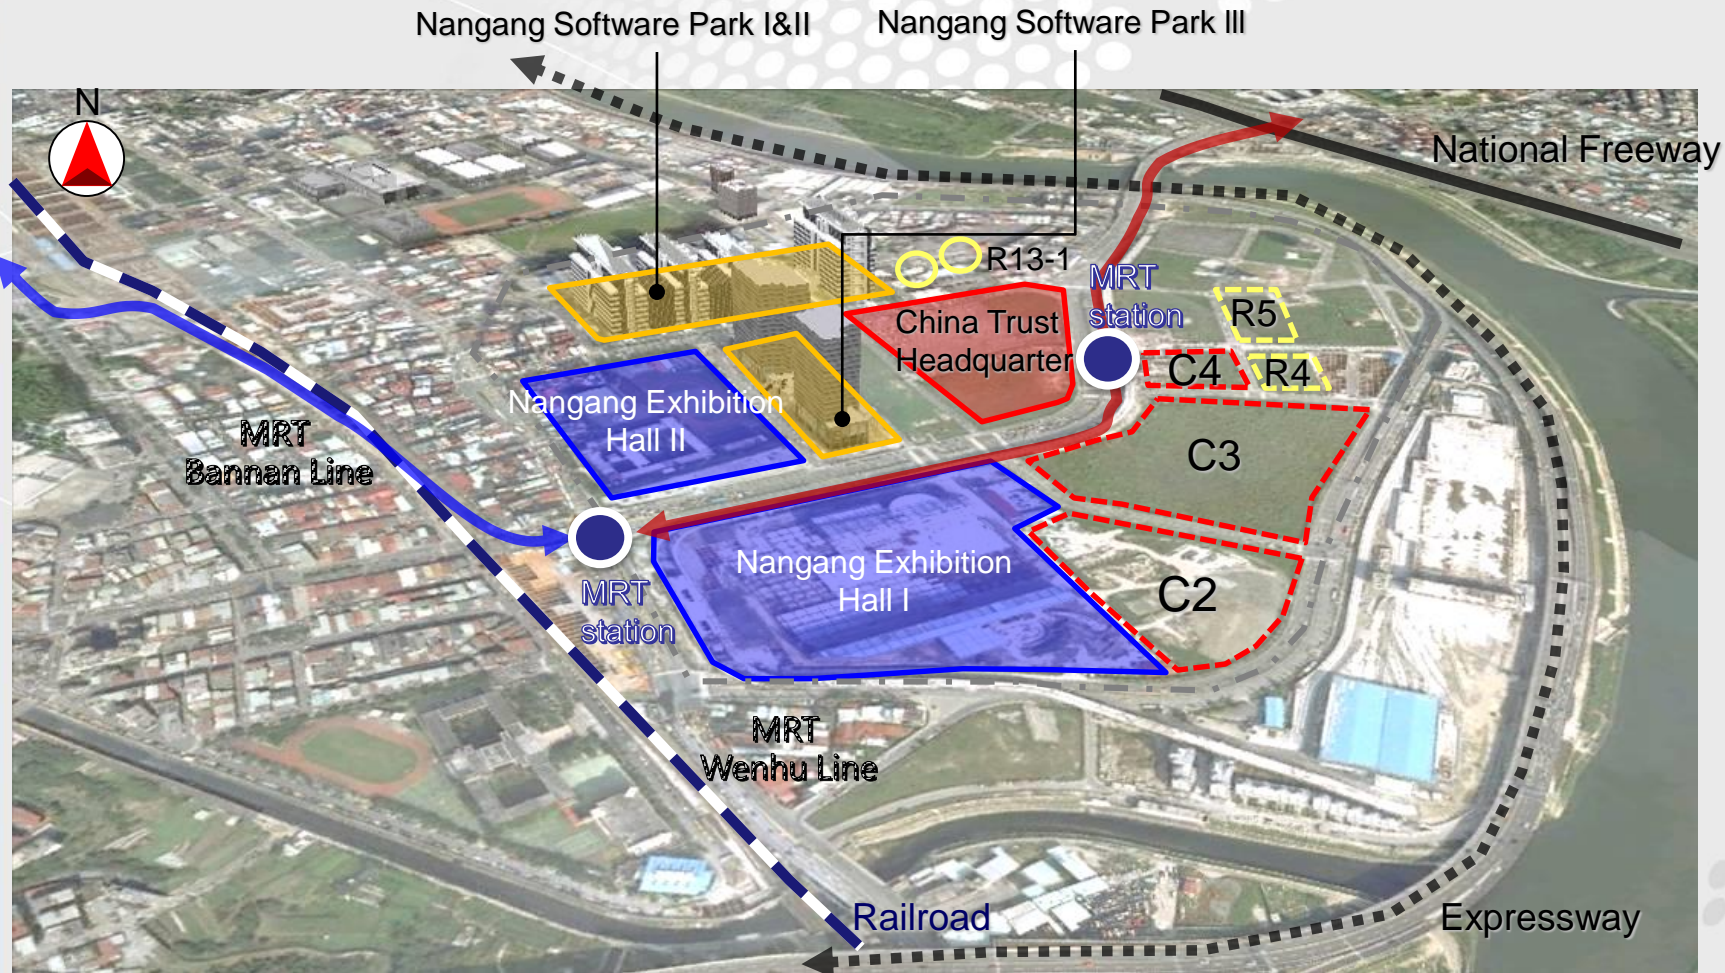 Nangang Software Park I&II
Nangang Software Park III
N
National Freeway
R13-1
MRT
station
R5
China Trust
Headquarter
C4
R4
Nangang Exhibition
Hall II
MRT
Bannan Line
C3
Nangang Exhibition
Hall I
C2
MRT
station
MRT
Wenhu Line
Railroad
Expressway